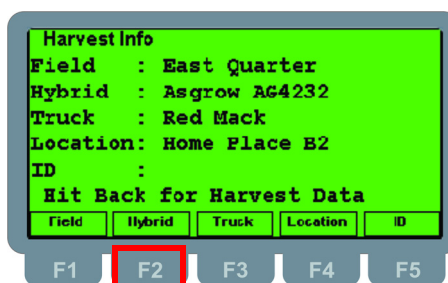 Harvest Info
Field : East Quarter
Hybrid : Asgrow AG4232
Truck : Red Mack
Location: Home Place B2
ID :
Hit Back for Harvest Data
Field Hybrid Truck Location ID
F1 F2 F3 F4 F5